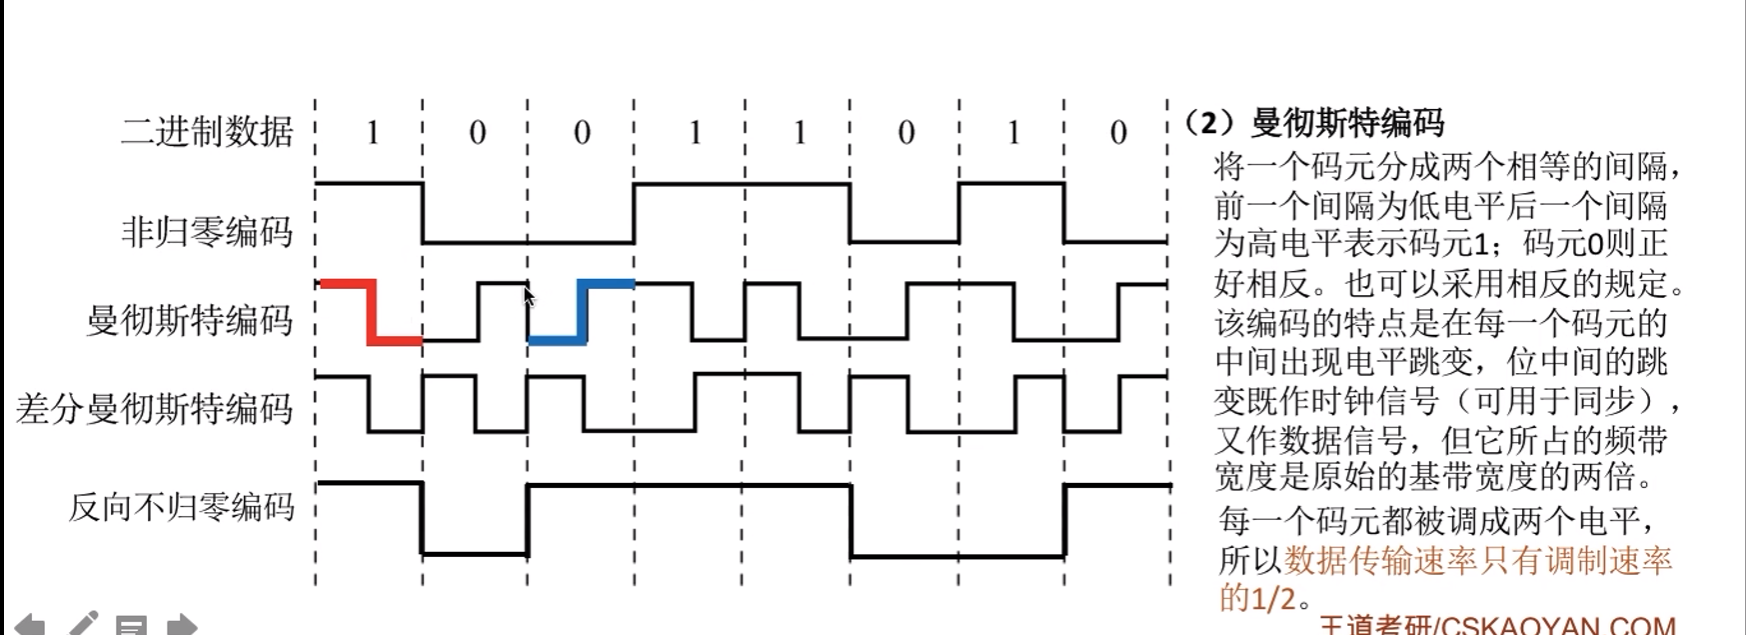 二进制数据 1 0 0 1 1 0 1 0
非归零编码
曼彻斯特编码
差分曼彻斯特编码
反向不归零编码
（2）曼彻斯特编码
将一个码元分成两个相等的间隔，
前一个间隔为低电平后一个间隔
为高电平表示码元1；码元0则正
好相反。也可以采用相反的规定。
该编码的特点是在每一个码元的
中间出现电平跳变，位中间的跳
变既作时钟信号（可用于同步），
又作数据信号，但它所占的频带
宽度是原始的基带宽度的两倍。
每一个码元都被调成两个电平，
所以数据传输速率只有调制速率
的1/2。
王道考研/CSKAOYAN.COM